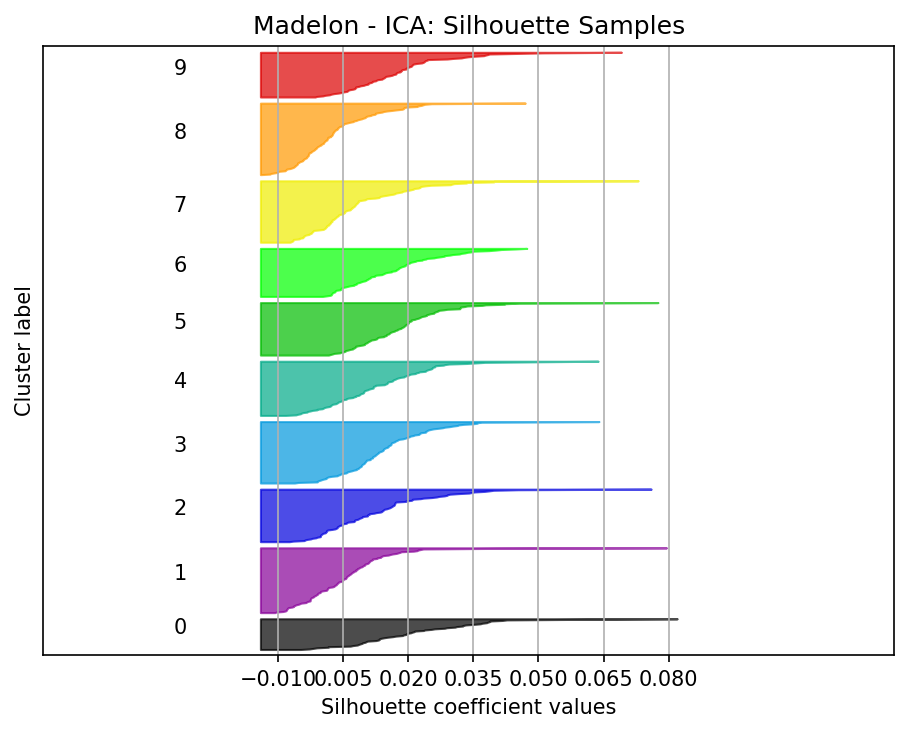 Madelon - ICA: Silhouette Samples
Cluster label
9
8
7
6
5
4
3
2
1
0
−0.010 0.005 0.020 0.035 0.050 0.065 0.080
Silhouette coefficient values